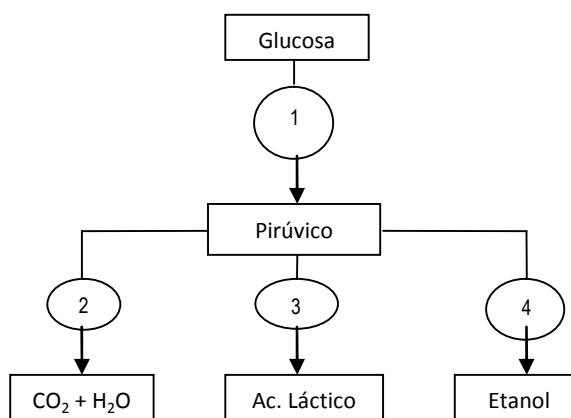 Glucosa
1
Pirúvico
2
3
4
CO₂ + H₂O
Ac. Láctico
Etanol